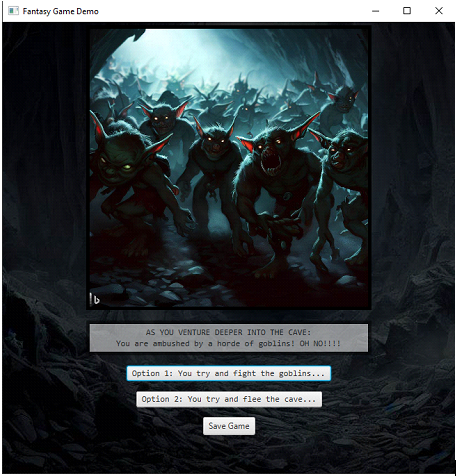 Fantasy Game Demo
AS YOU VENTURE DEEPER INTO THE CAVE:
You are ambushed by a horde of goblins! OH NO!!!!
Option 1: You try and fight the goblins...
Option 2: You try and flee the cave...
Save Game